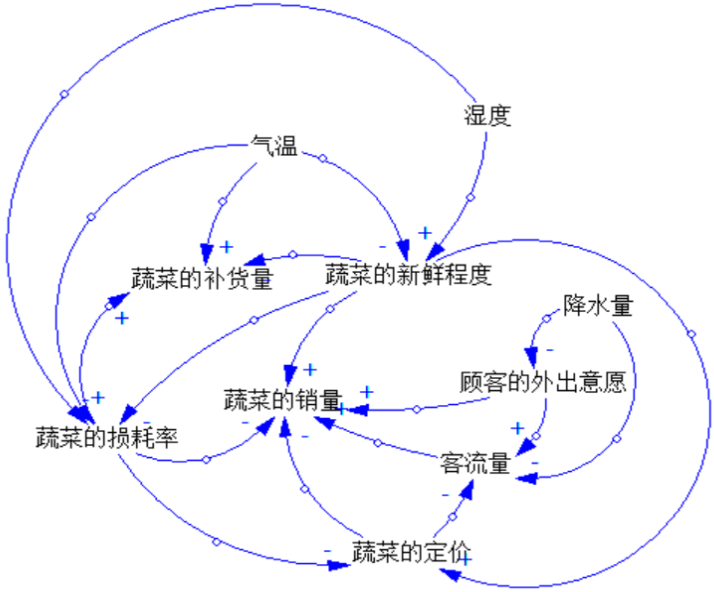 湿度
气温
+
-
+
蔬菜的补货量
蔬菜的新鲜程度
降水量
+
-
+
顾客的外出意愿
+
+
蔬菜的销量
+
-
-
-
+
蔬菜的损耗率
客流量
-
-
-
蔬菜的定价
+